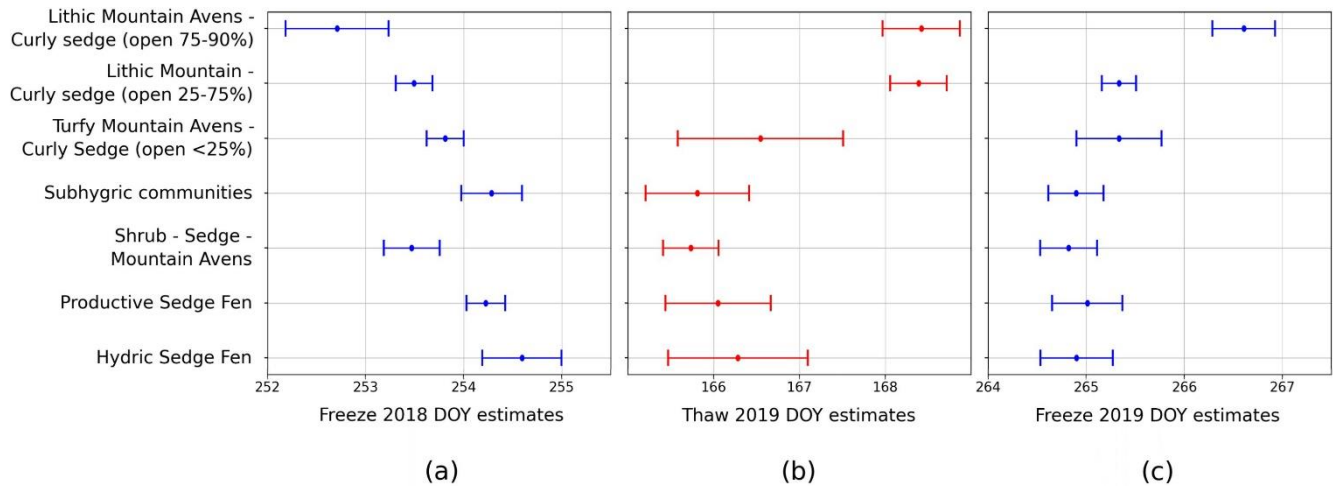 Lithic Mountain Avens -
Curly sedge (open 75-90%)
Lithic Mountain -
Curly sedge (open 25-75%)
Turfy Mountain Avens -
Curly Sedge (open <25%)
Subhygric communities
Shrub - Sedge -
Mountain Avens
Productive Sedge Fen
Hydric Sedge Fen
252 253 254 255
166 167 168
264 265 266 267
Freeze 2018 DOY estimates
Thaw 2019 DOY estimates
Freeze 2019 DOY estimates
(a)
(b)
(c)